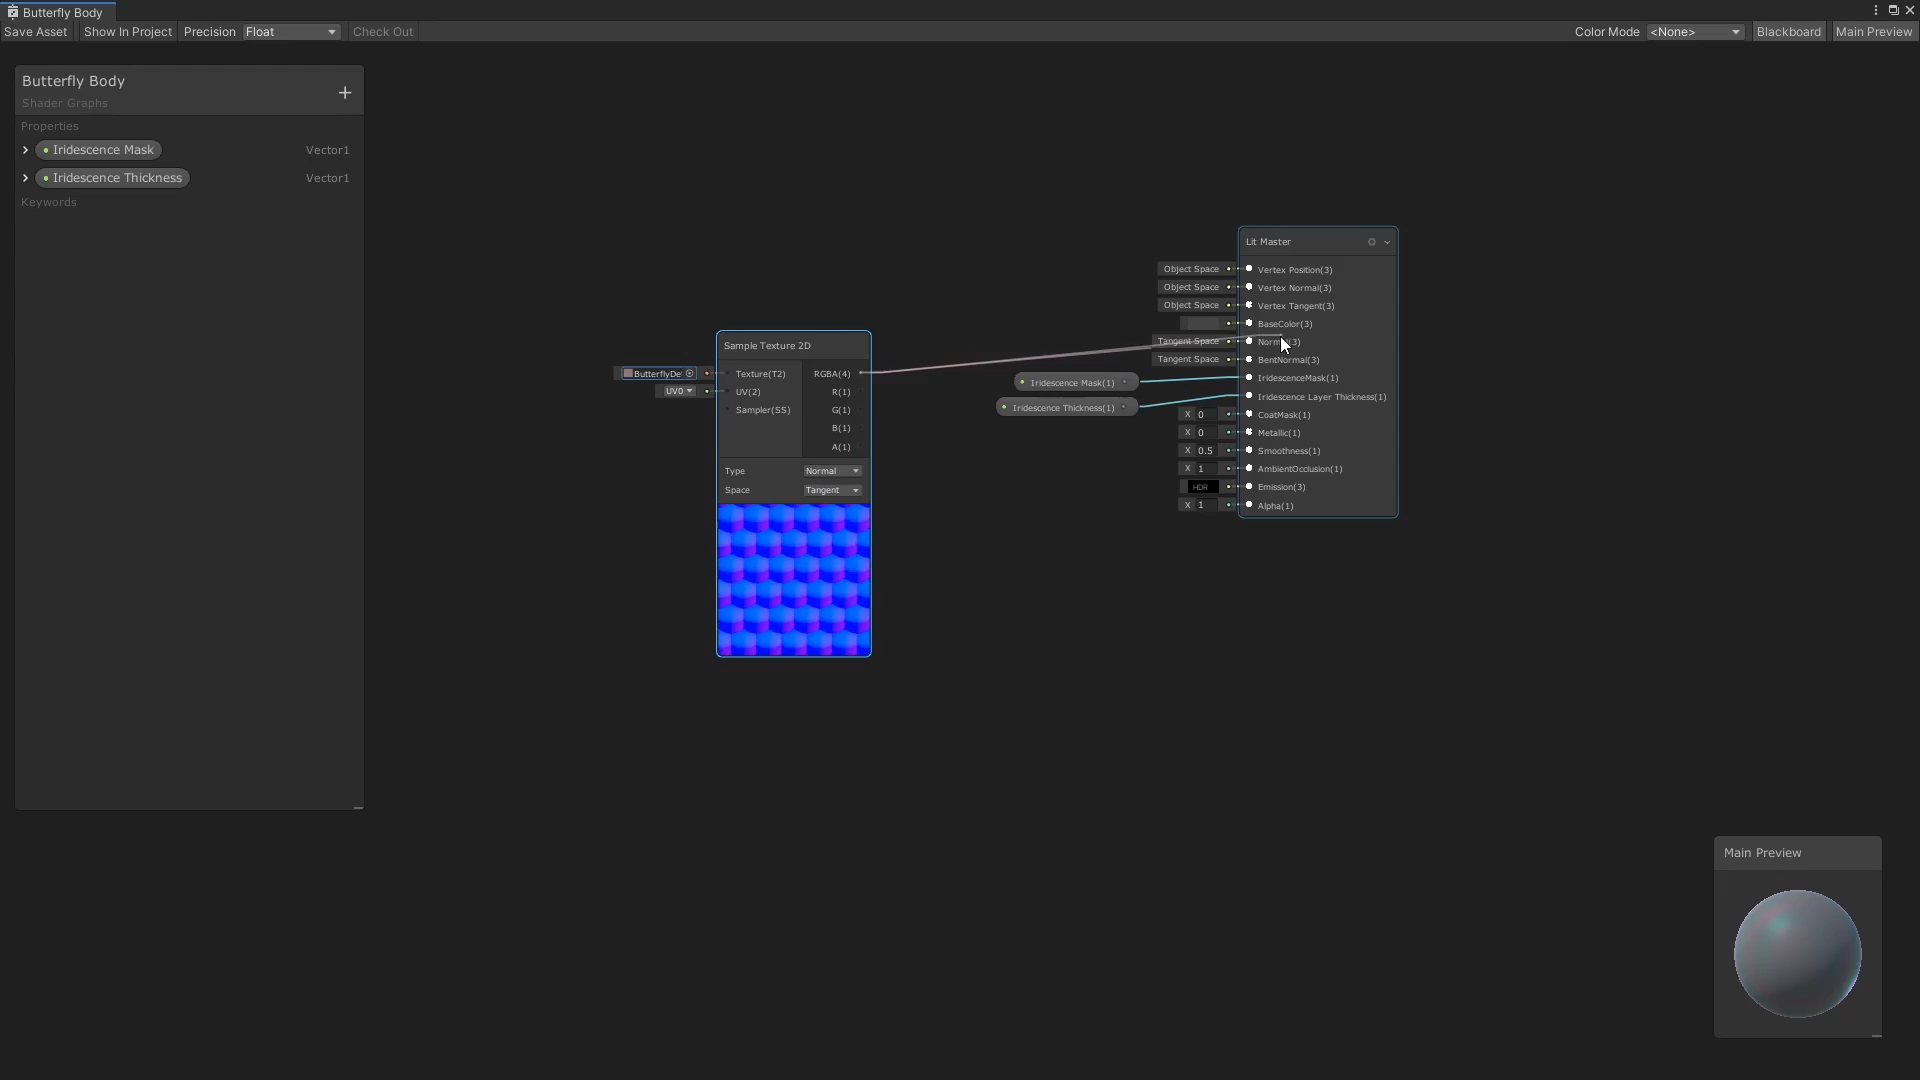 Butterfly Body
Save Asset Show In Project Precision Float Check Out Color Mode <None> Blackboard Main Preview
Butterfly Body
Shader Graphs
Properties
Iridescence Mask Vector1
Iridescence Thickness Vector1
Keywords
Sample Texture 2D
ButterflyDe
Texture(T2)
RGBA(4)
UV0
UV(2)
R(1)
Sampler(SS)
G(1)
B(1)
A(1)
Type Normal
Space Tangent
Iridescence Mask(1)
Iridescence Thickness(1)
Lit Master
Object Space Vertex Position(3)
Object Space Vertex Normal(3)
Object Space Vertex Tangent(3)
BaseColor(3)
Tangent Space
Tangent Space BentNormal(3)
IridescenceMask(1)
Iridescence Layer Thickness(1)
X 0 CoatMask(1)
X 0 Metallic(1)
X 0.5 Smoothness(1)
X 1 AmbientOcclusion(1)
HDR Emission(3)
X 1 Alpha(1)
Main Preview